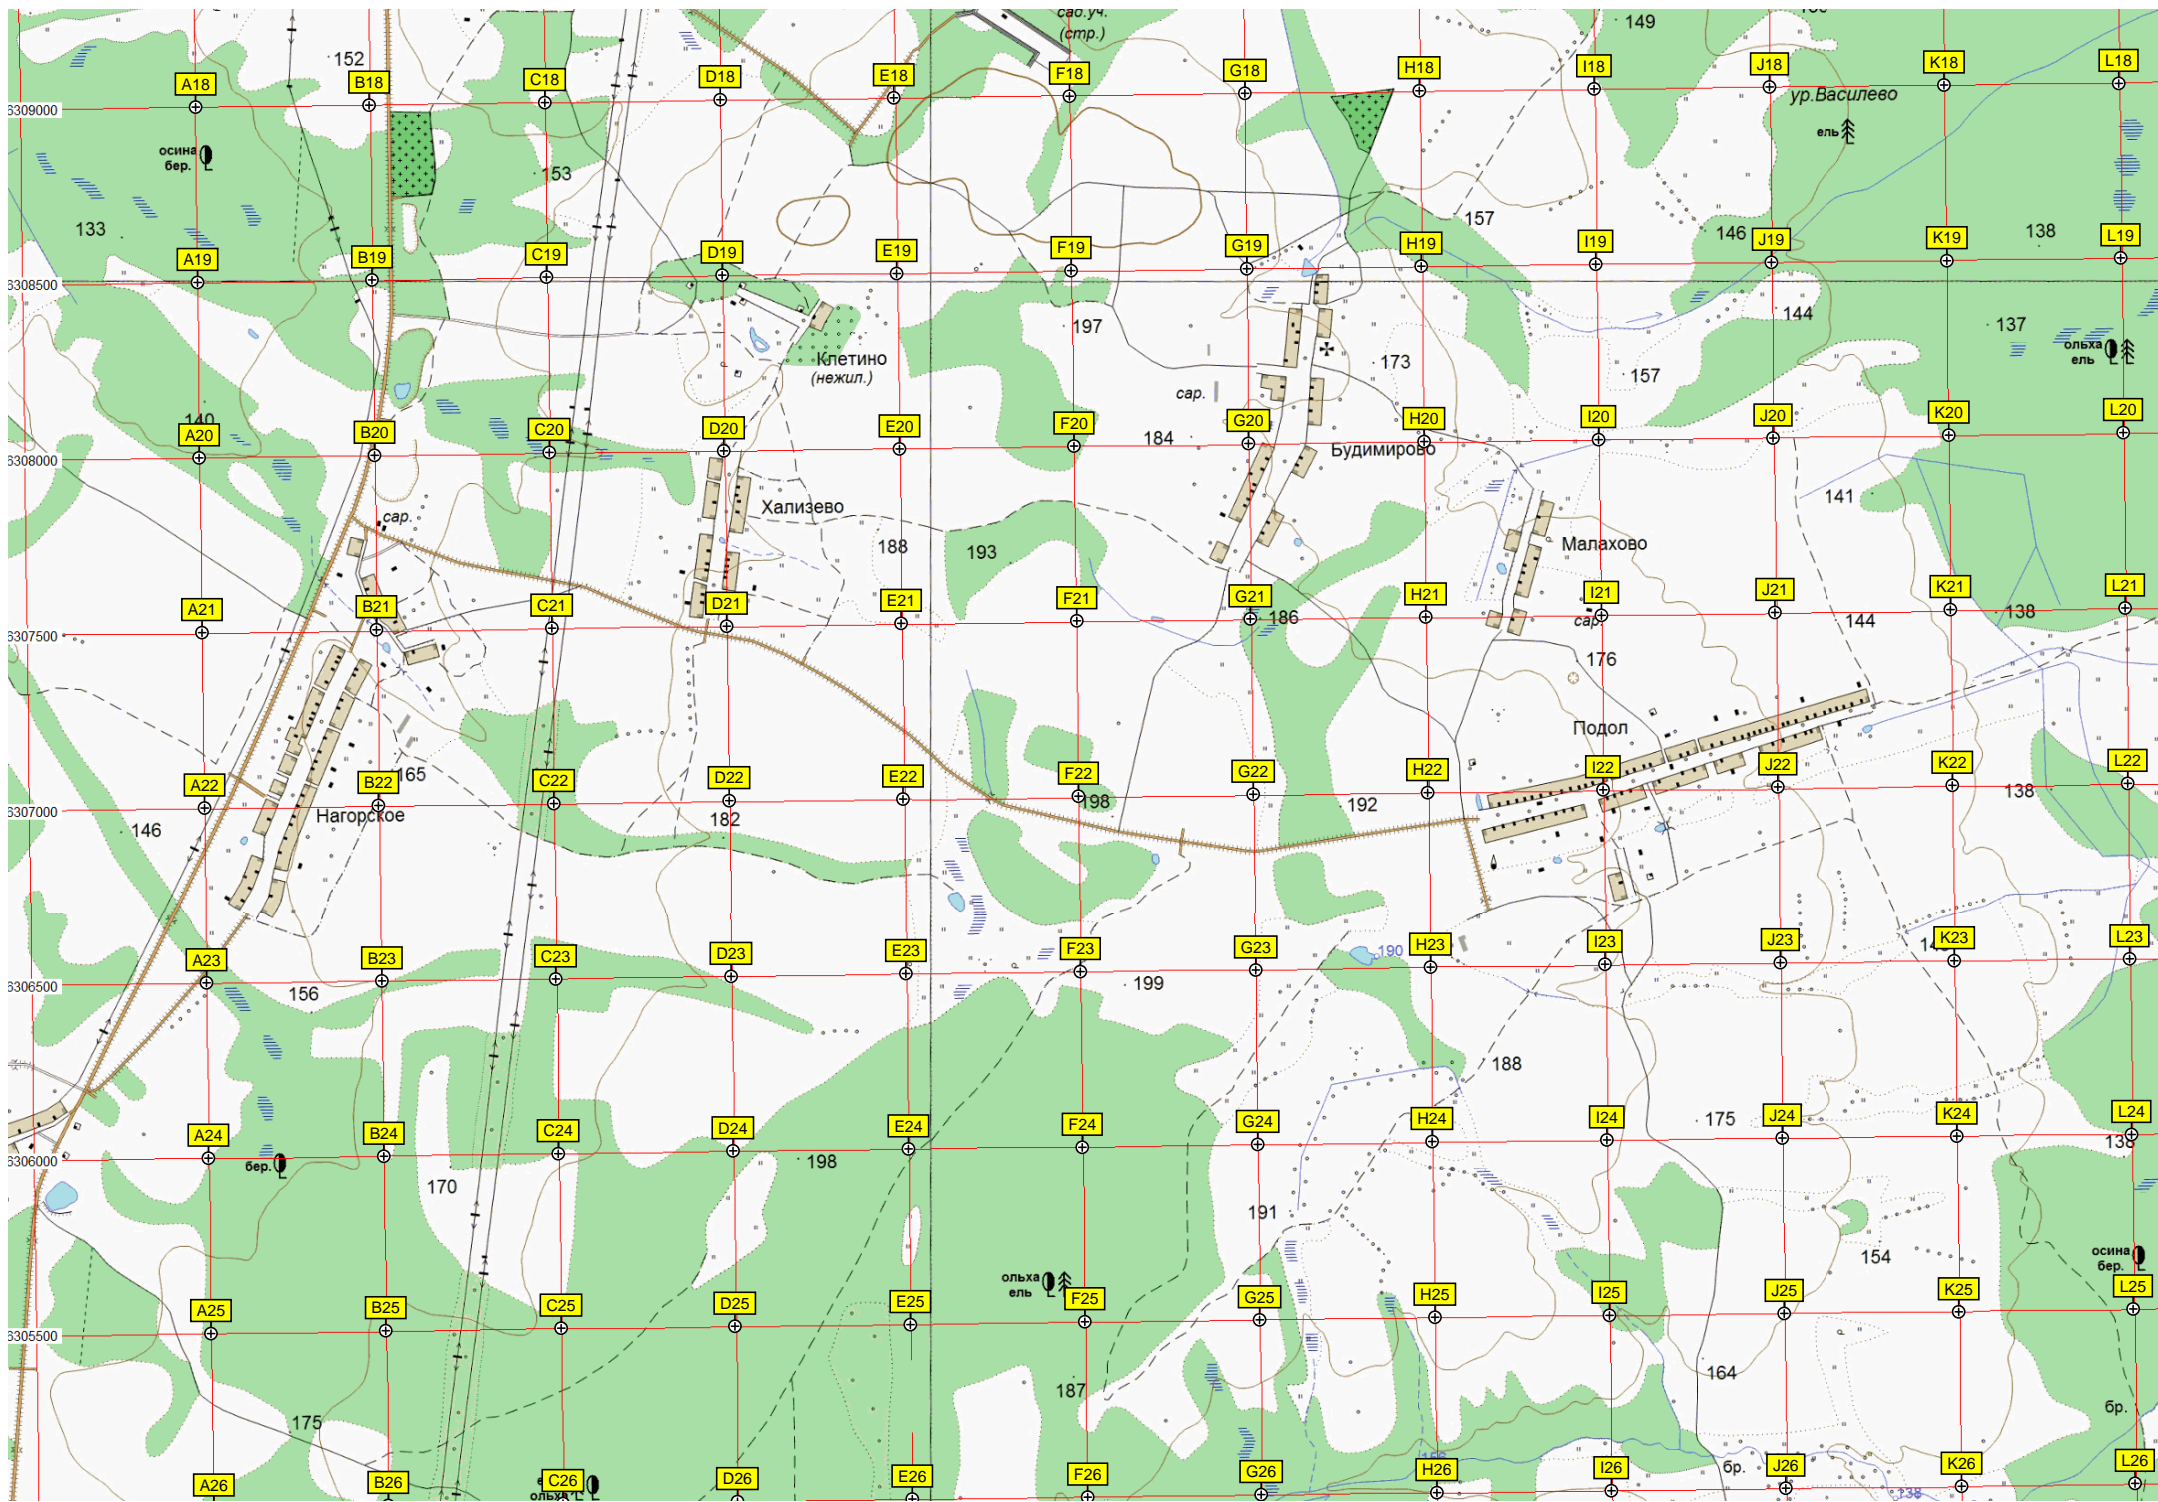 сад.уч.
(стр.)
149
152
A18
B18
C18
D18
E18
F18
G18
H18
I18
J18
K18
L18
ур.Василево
6309000
ель
осина
бер.
153
133
157
146
138
A19
B19
C19
D19
E19
F19
G19
H19
I19
J19
K19
L19
6308500
144
197
137
ольха
ель
Клетино
(нежил.)
173
157
сар.
140
A20
B20
C20
D20
E20
F20
G20
H20
I20
J20
K20
L20
184
Будимирово
6308000
141
Хализево
сар.
188
193
Малахово
A21
B21
C21
D21
E21
F21
G21
H21
I21
J21
K21
L21
186
сар.
144
138
6307500
176
Подол
A22
B22
C22
D22
E22
F22
G22
H22
I22
J22
K22
L22
165
198
192
138
6307000
Нагорское
182
146
A23
B23
C23
D23
E23
F23
G23
H23
I23
J23
K23
L23
190
6306500
156
199
188
A24
B24
C24
D24
E24
F24
G24
H24
I24
J24
K24
L24
175
138
6306000
бер.
198
170
191
154
осина
бер.
ольха
ель
A25
B25
C25
D25
E25
F25
G25
H25
I25
J25
K25
L25
6305500
164
187
175
бр.
бр.
A26
B26
C26
D26
E26
F26
G26
H26
I26
J26
K26
L26
138